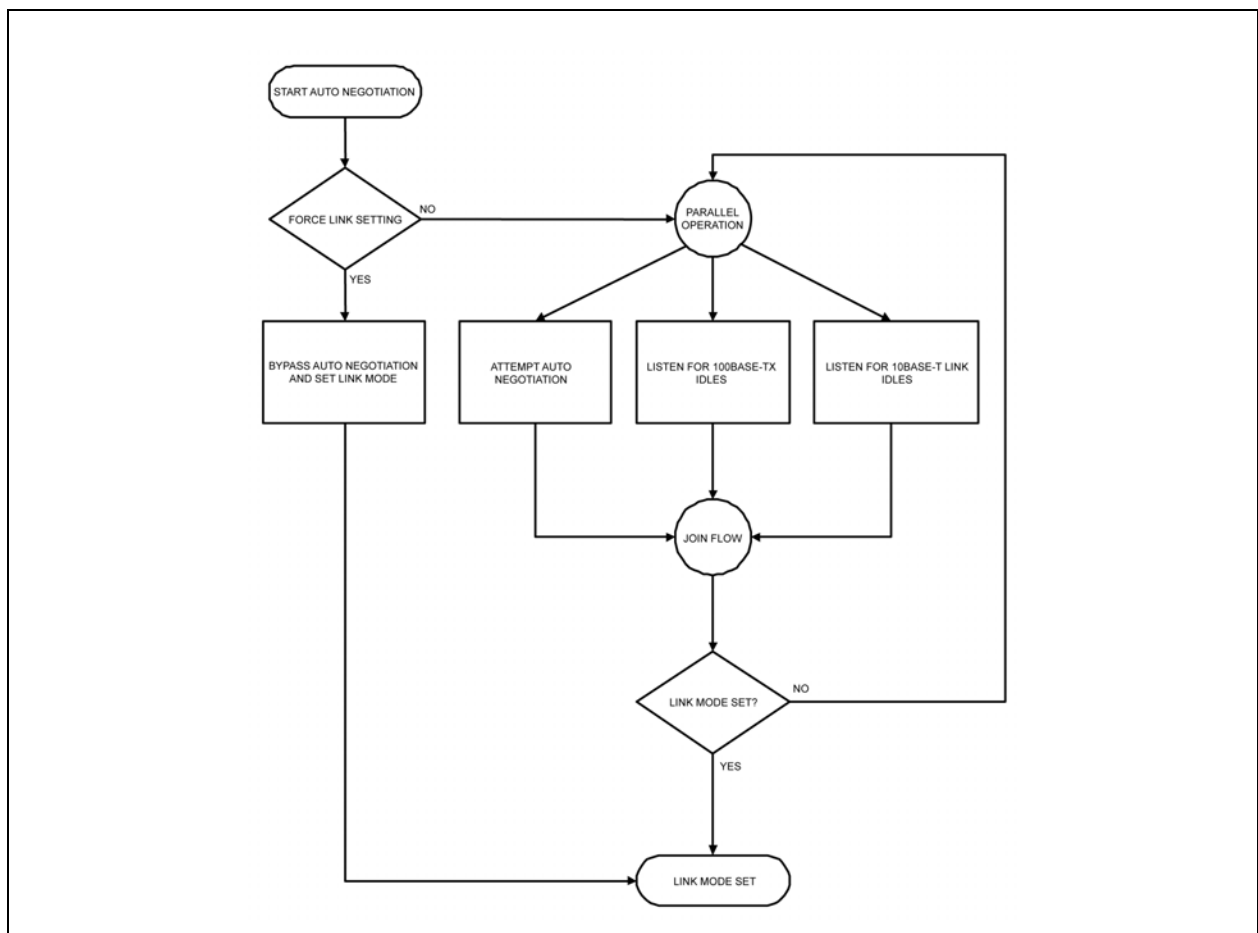 START AUTO NEGOTIATION
FORCE LINK SETTING
NO
YES
PARALLEL
OPERATION
BYPASS AUTO NEGOTIATION
AND SET LINK MODE
ATTEMPT AUTO
NEGOTIATION
LISTEN FOR 100BASE-TX
IDLES
LISTEN FOR 10BASE-T LINK
IDLES
JOIN FLOW
LINK MODE SET?
NO
YES
LINK MODE SET